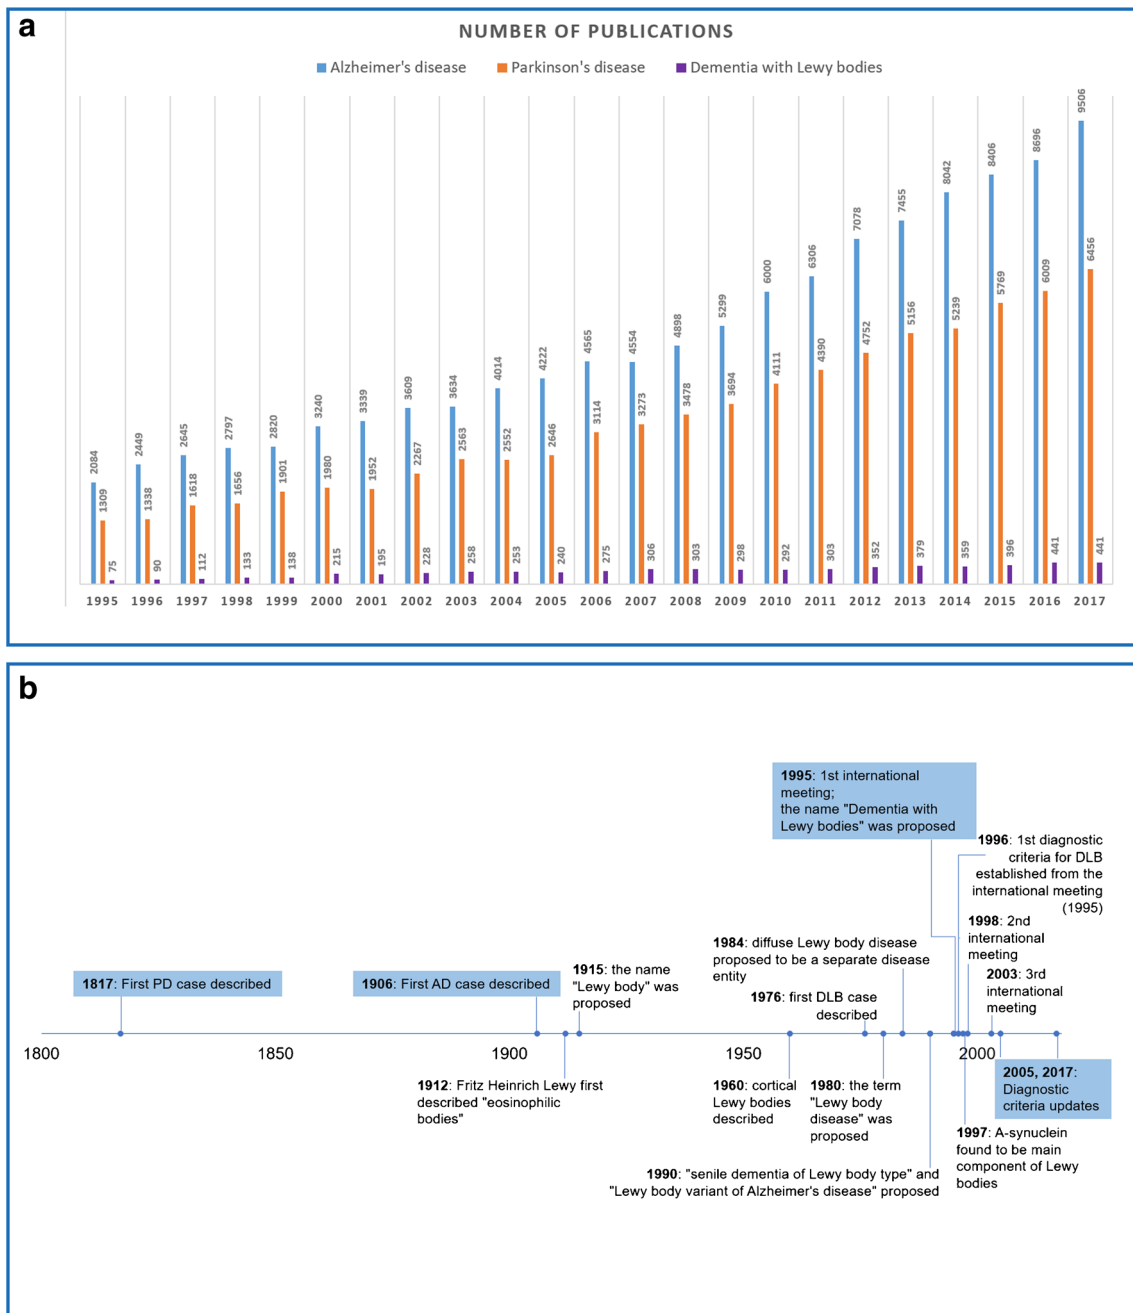 a
NUMBER OF PUBLICATIONS
Alzheimer's disease Parkinson's disease Dementia with Lewy bodies
2084 1309 75
2449 1338 90
2645 1618 112
2797 1656 133
2820 1901 138
3240 1980 215
3339 1952 195
3609 2267 228
3634 2563 258
4014 2552 253
4222 2646 240
4565 3114 275
4554 3273 306
4898 3478 303
5299 3694 298
6000 4111 292
6306 4390 303
7078 4752 352
7455 5156 379
8042 5239 359
8406 5769 396
8696 6009 441
9506 6456 441
1995 1996 1997 1998 1999 2000 2001 2002 2003 2004 2005 2006 2007 2008 2009 2010 2011 2012 2013 2014 2015 2016 2017
b
1995: 1st international
meeting;
the name "Dementia with
Lewy bodies" was proposed
1996: 1st diagnostic
criteria for DLB
established from the
international meeting
(1995)
1998: 2nd
international
meeting
1984: diffuse Lewy body disease
proposed to be a separate disease
entity
2003: 3rd
international
meeting
1817: First PD case described
1906: First AD case described
1915: the name
"Lewy body" was
proposed
1976: first DLB case
described
1800 1850 1900 1950 2000
1912: Fritz Heinrich Lewy first
described "eosinophilic
bodies"
1960: cortical
Lewy bodies
described
1980: the term
"Lewy body
disease" was
proposed
2005, 2017:
Diagnostic
criteria updates
1997: A-synuclein
found to be main
component of Lewy
bodies
1990: "senile dementia of Lewy body type" and
"Lewy body variant of Alzheimer's disease" proposed